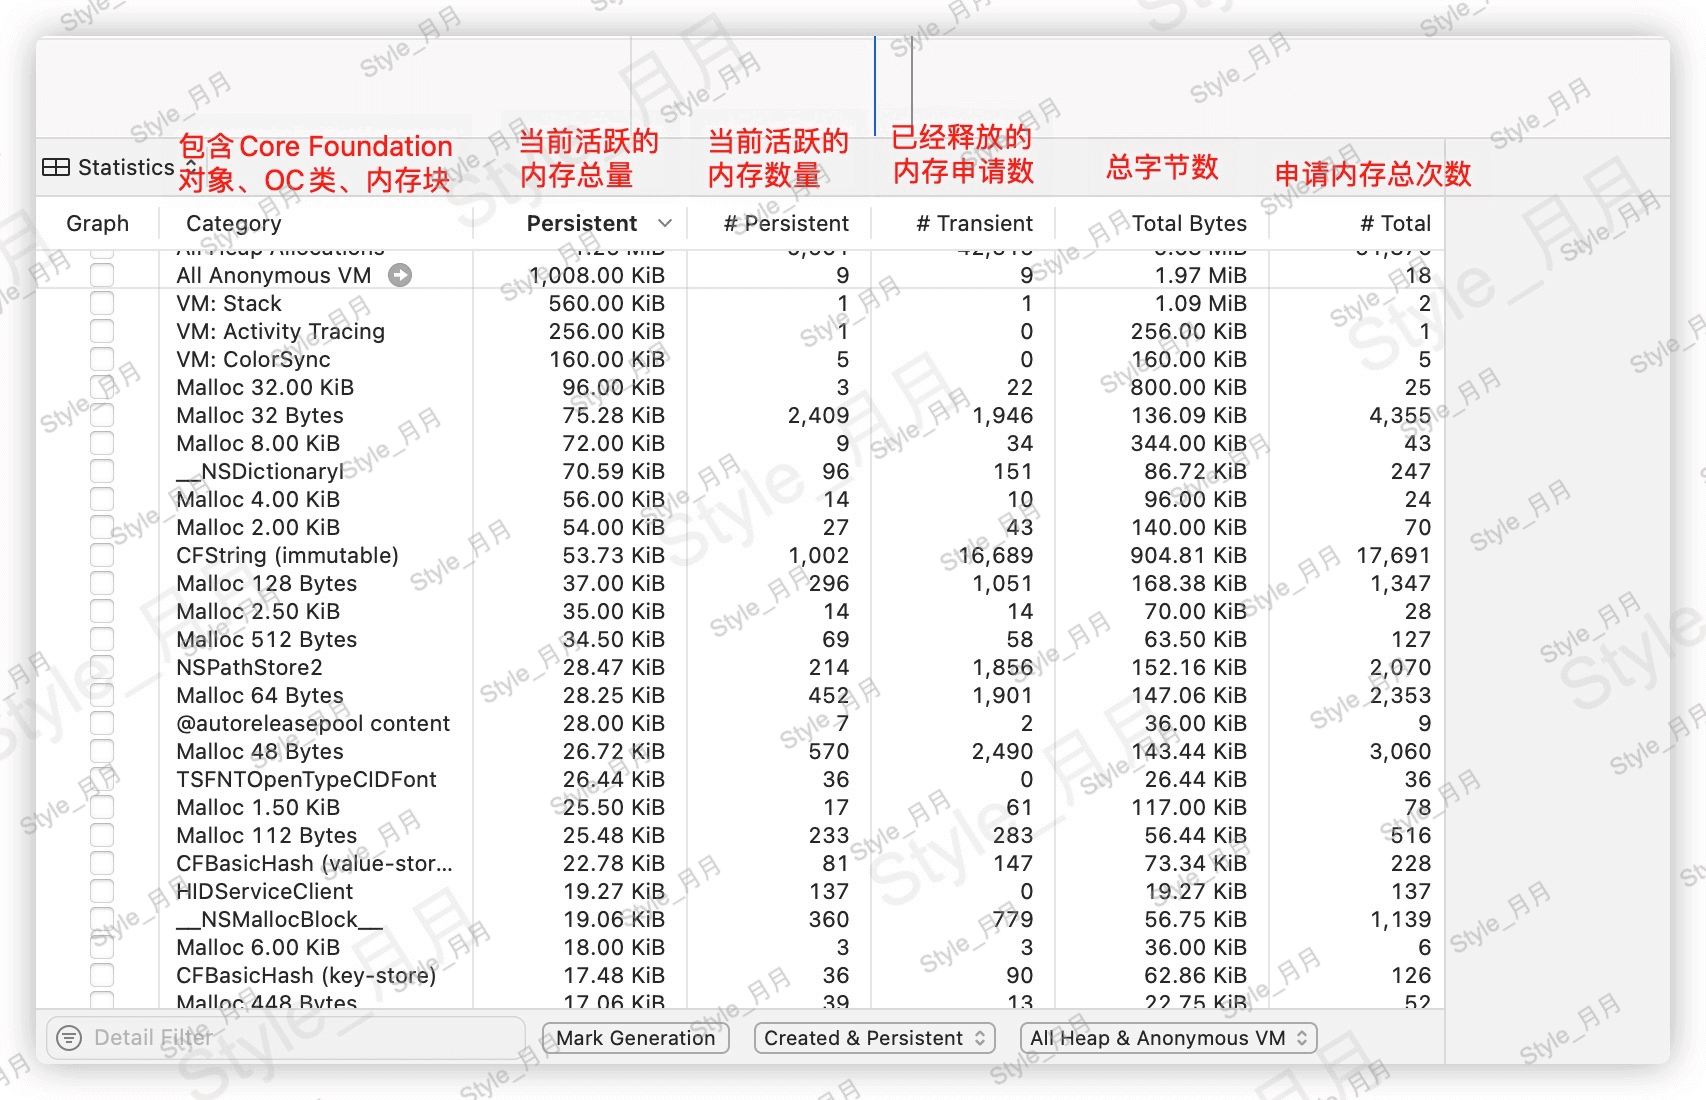 包含 Core Foundation
对象、OC 类、内存块
当前活跃的
内存总量
当前活跃的
内存数量
已经释放的
内存申请数
总字节数
申请内存总次数
Statistics
Graph Category Persistent # Persistent # Transient Total Bytes # Total
All Anonymous VM 1,008.00 KiB 9 9 1.97 MiB 18
VM: Stack 560.00 KiB 1 1 1.09 MiB 2
VM: Activity Tracing 256.00 KiB 1 0 256.00 KiB 1
VM: ColorSync 160.00 KiB 5 0 160.00 KiB 5
Malloc 32.00 KiB 96.00 KiB 3 22 800.00 KiB 25
Malloc 32 Bytes 75.28 KiB 2,409 1,946 136.09 KiB 4,355
Malloc 8.00 KiB 72.00 KiB 9 34 344.00 KiB 43
__NSDictionaryI 70.59 KiB 96 151 86.72 KiB 247
Malloc 4.00 KiB 56.00 KiB 14 10 96.00 KiB 24
Malloc 2.00 KiB 54.00 KiB 27 43 140.00 KiB 70
CFString (immutable) 53.73 KiB 1,002 16,689 904.81 KiB 17,691
Malloc 128 Bytes 37.00 KiB 296 1,051 168.38 KiB 1,347
Malloc 2.50 KiB 35.00 KiB 14 14 70.00 KiB 28
Malloc 512 Bytes 34.50 KiB 69 58 63.50 KiB 127
NSPathStore2 28.47 KiB 214 1,856 152.16 KiB 2,070
Malloc 64 Bytes 28.25 KiB 452 1,901 147.06 KiB 2,353
@autoreleasepool content 28.00 KiB 7 2 36.00 KiB 9
Malloc 48 Bytes 26.72 KiB 570 2,490 143.44 KiB 3,060
TSFNTOpenTypeCIDFont 26.44 KiB 36 0 26.44 KiB 36
Malloc 1.50 KiB 25.50 KiB 17 61 117.00 KiB 78
Malloc 112 Bytes 25.48 KiB 233 283 56.44 KiB 516
CFBasicHash (value-stor... 22.78 KiB 81 147 73.34 KiB 228
HIDServiceClient 19.27 KiB 137 0 19.27 KiB 137
__NSMallocBlock__ 19.06 KiB 360 779 56.75 KiB 1,139
Malloc 6.00 KiB 18.00 KiB 3 3 36.00 KiB 6
CFBasicHash (key-store) 17.48 KiB 36 90 62.86 KiB 126
Malloc 448 Bytes 17.06 KiB 39 13 22.75 KiB 52
Detail Filter Mark Generation Created & Persistent All Heap & Anonymous VM
Style_月月